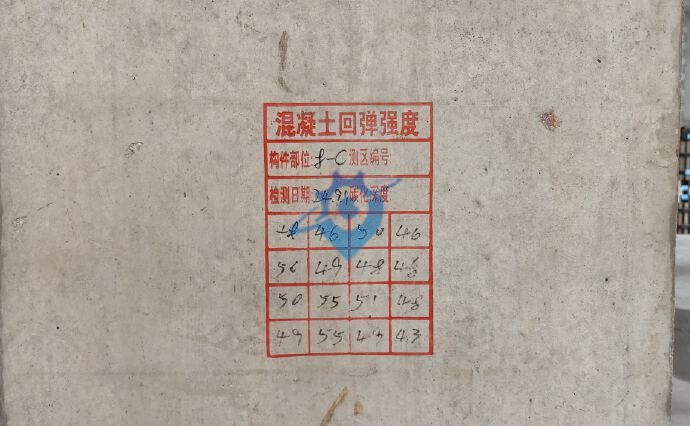 混凝土回弹强度
构件部位: 8-C 测区编号
检测日期: 24.9 碳化深度
46 50 46
56 49 48
50 55 51 48
49 55 49 43